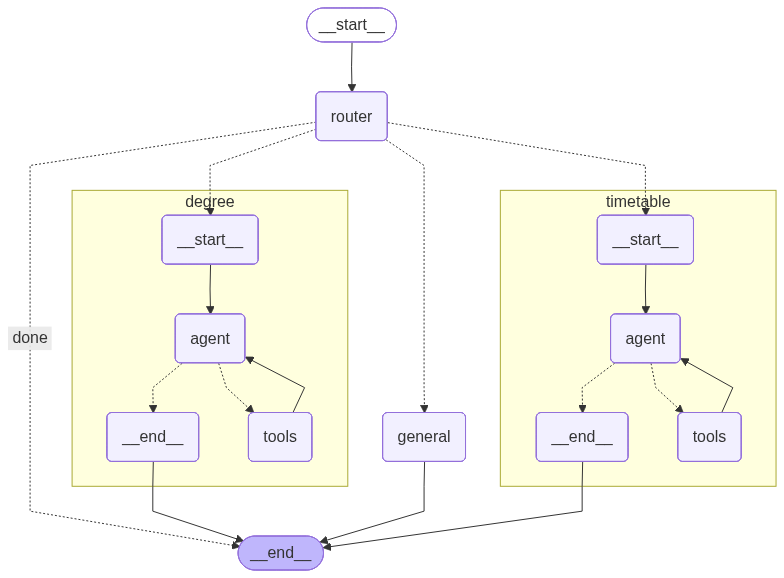 __start__
router
degree
timetable
__start__
__start__
done
agent
agent
__end__
tools
general
__end__
tools
__end__